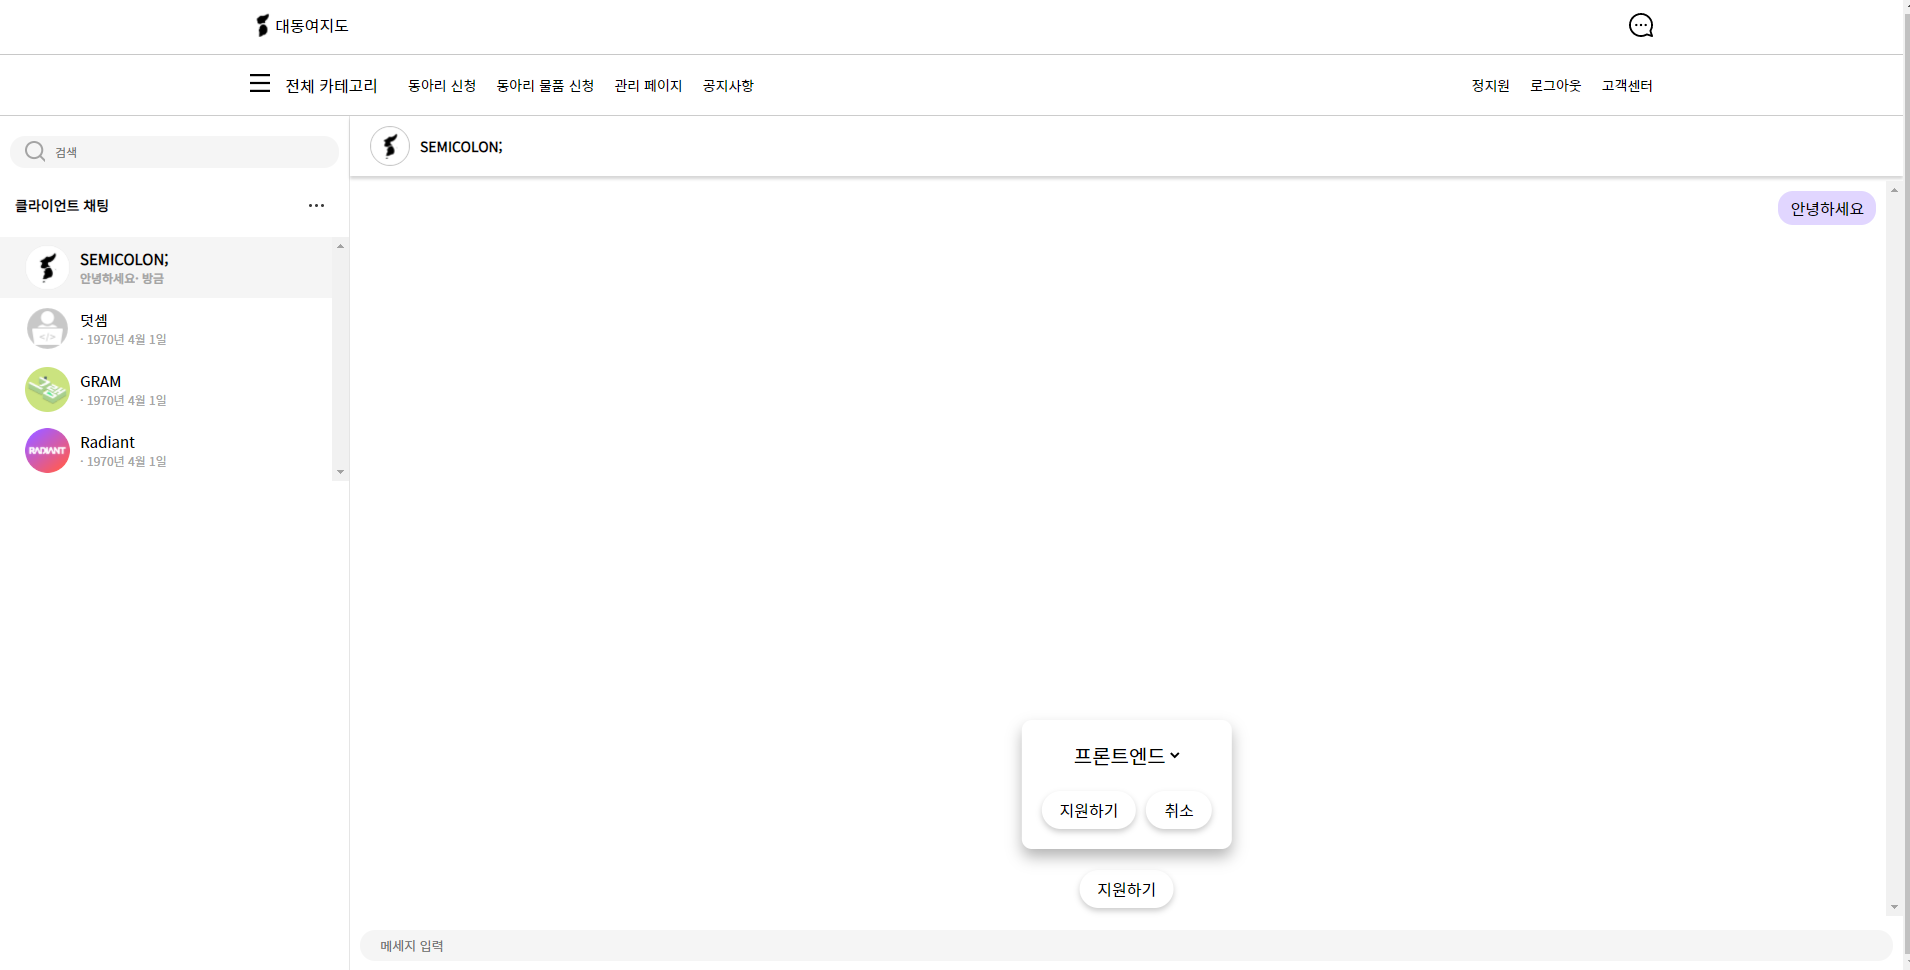 대동여지도
전체 카테고리 동아리 신청 동아리 물품 신청 관리 페이지 공지사항 정지원 로그아웃 고객센터
검색
클라이언트 채팅
SEMICOLON;
안녕하세요· 방금
덧셈
· 1970년 4월 1일
GRAM
· 1970년 4월 1일
RADIANT
Radiant
· 1970년 4월 1일
SEMICOLON;
안녕하세요
프론트엔드
지원하기 취소
지원하기
메세지 입력